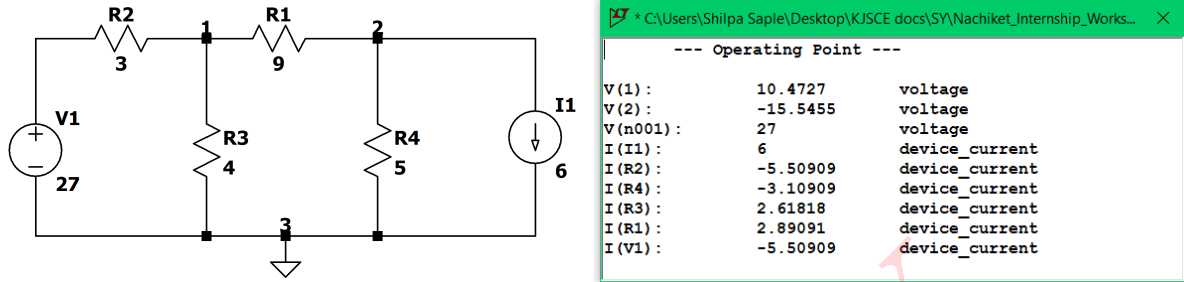 R2
3
1
R1
9
2
V1
27
R3
4
R4
5
I1
6
3
* C:\Users\Shilpa Saple\Desktop\KJSCE docs\SY\Nachiket_Internship_Works...
--- Operating Point ---
V(1): 10.4727 voltage
V(2): -15.5455 voltage
V(n001): 27 voltage
I(I1): 6 device_current
I(R2): -5.50909 device_current
I(R4): -3.10909 device_current
I(R3): 2.61818 device_current
I(R1): 2.89091 device_current
I(V1): -5.50909 device_current